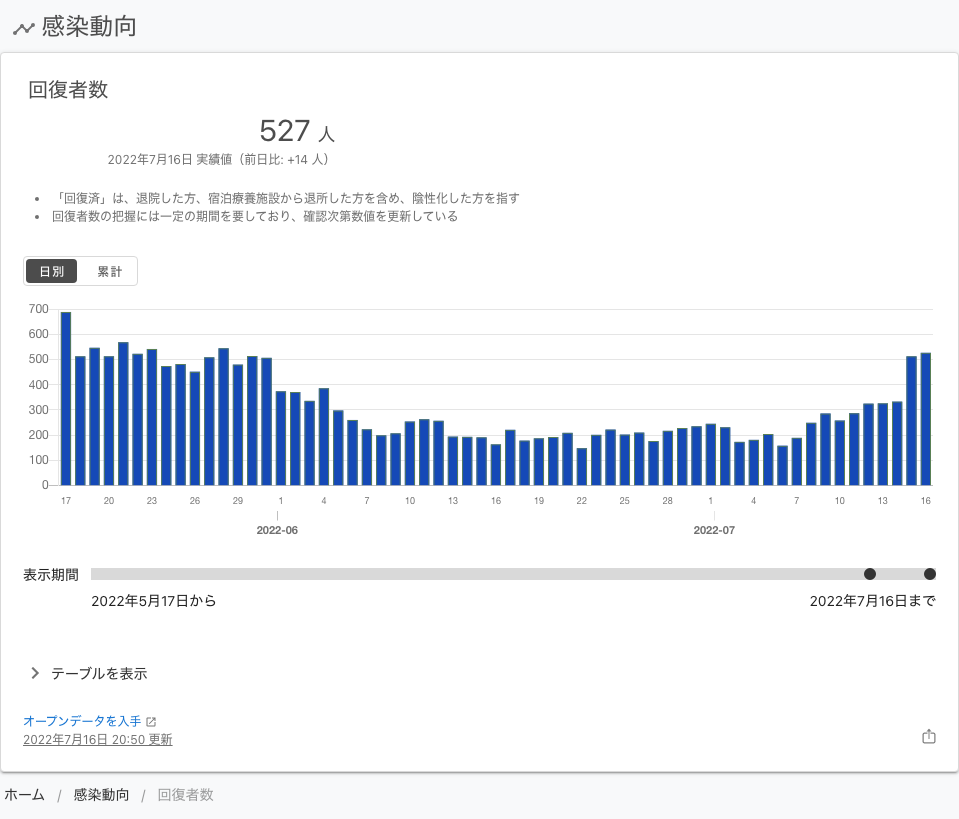 感染動向
回復者数
527 人
2022年7月16日 実績値（前日比: +14 人）
• 「回復済」は、退院した方、宿泊療養施設から退所した方を含め、陰性化した方を指す
• 回復者数の把握には一定の期間を要しており、確認次第数値を更新している
日別 累計
700
600
500
400
300
200
100
0
17 20 23 26 29 1 4 7 10 13 16 19 22 25 28 1 4 7 10 13 16
2022-06 2022-07
表示期間
2022年5月17日から 2022年7月16日まで
テーブルを表示
オープンデータを入手
2022年7月16日 20:50 更新
ホーム / 感染動向 / 回復者数